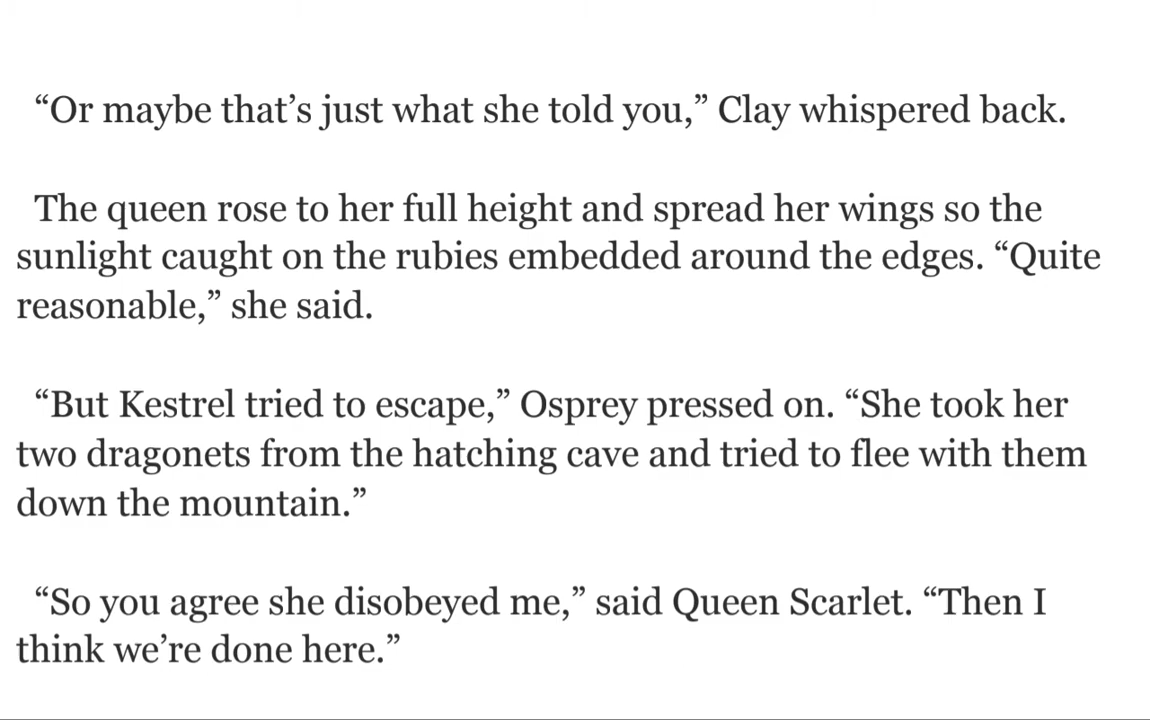 “Or maybe that’s just what she told you,” Clay whispered back.
The queen rose to her full height and spread her wings so the
sunlight caught on the rubies embedded around the edges. “Quite
reasonable,” she said.
“But Kestrel tried to escape,” Osprey pressed on. “She took her
two dragonets from the hatching cave and tried to flee with them
down the mountain.”
“So you agree she disobeyed me,” said Queen Scarlet. “Then I
think we’re done here.”